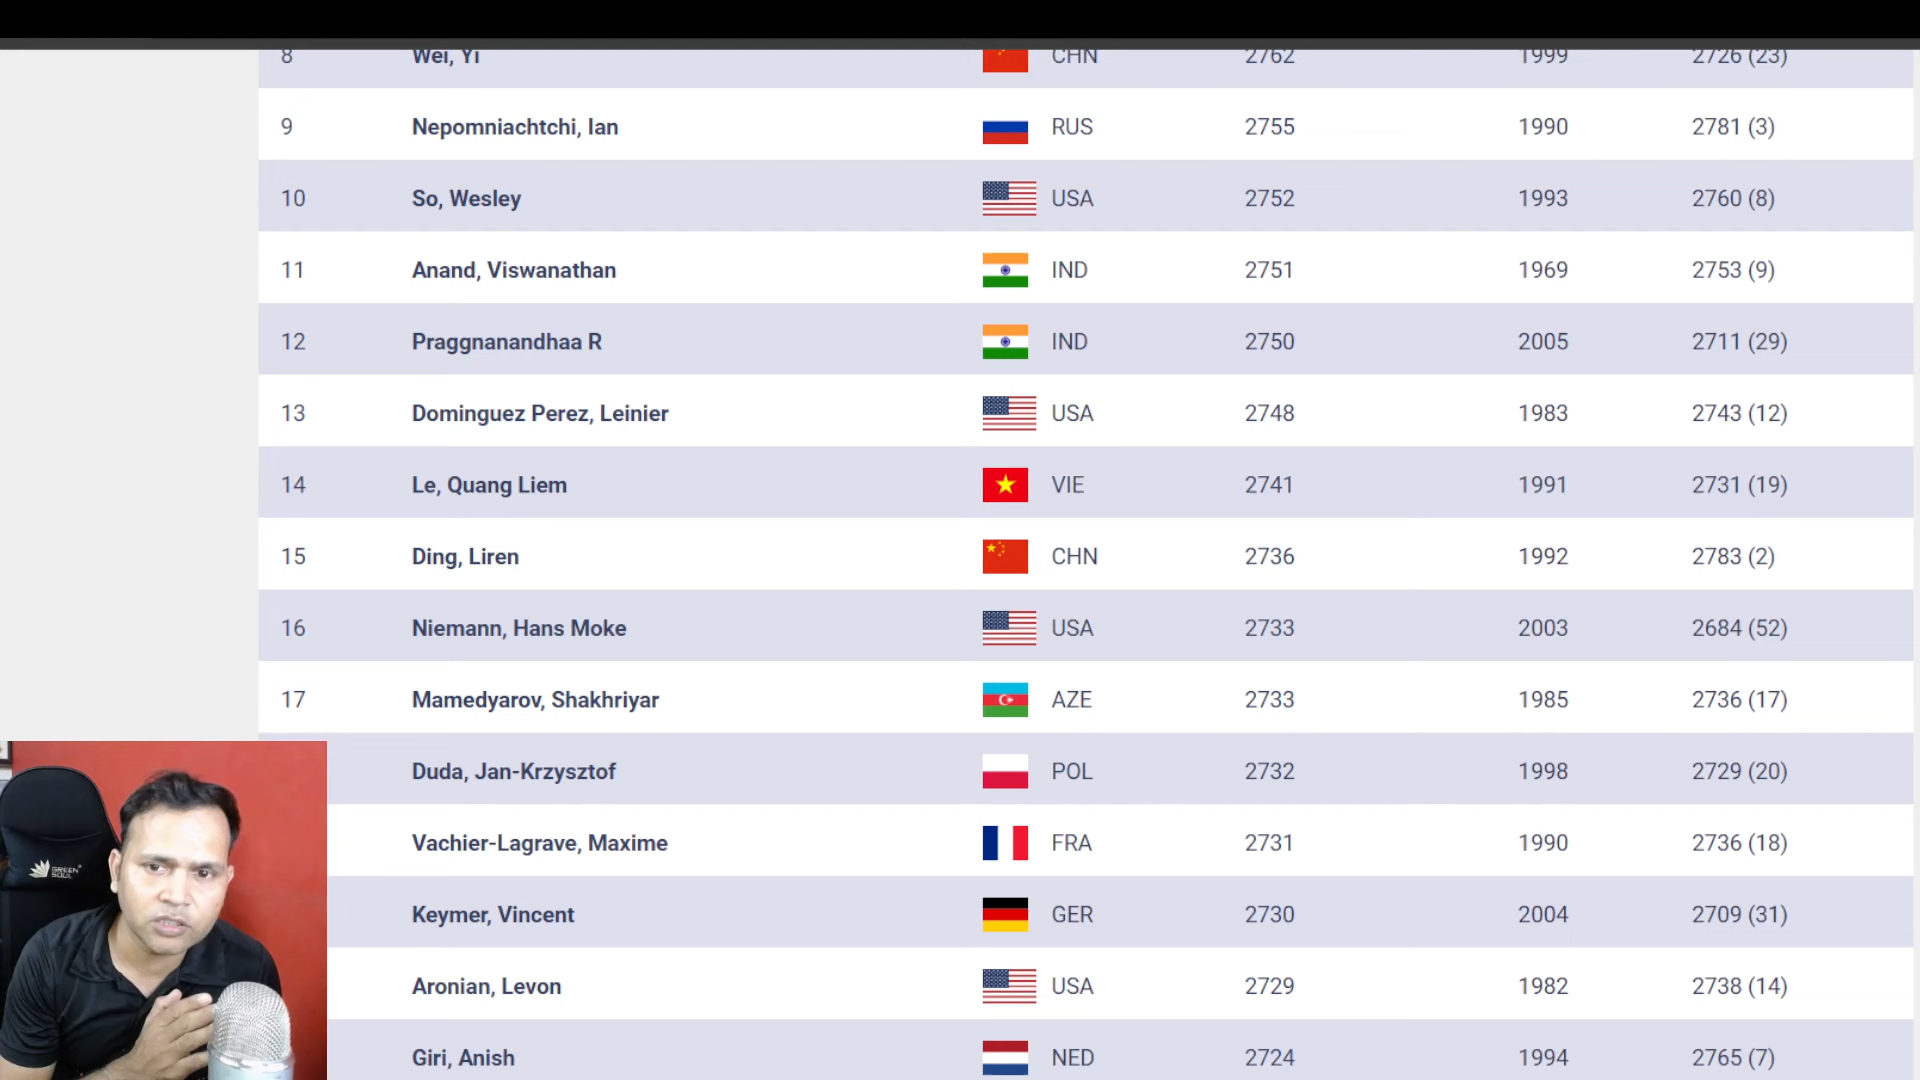 8 Wei, Yi CHN 2762 1999 2726 (23)
9 Nepomniachtchi, Ian RUS 2755 1990 2781 (3)
10 So, Wesley USA 2752 1993 2760 (8)
11 Anand, Viswanathan IND 2751 1969 2753 (9)
12 Praggnanandhaa R IND 2750 2005 2711 (29)
13 Dominguez Perez, Leinier USA 2748 1983 2743 (12)
14 Le, Quang Liem VIE 2741 1991 2731 (19)
15 Ding, Liren CHN 2736 1992 2783 (2)
16 Niemann, Hans Moke USA 2733 2003 2684 (52)
17 Mamedyarov, Shakhriyar AZE 2733 1985 2736 (17)
Duda, Jan-Krzysztof POL 2732 1998 2729 (20)
Vachier-Lagrave, Maxime FRA 2731 1990 2736 (18)
Keymer, Vincent GER 2730 2004 2709 (31)
Aronian, Levon USA 2729 1982 2738 (14)
Giri, Anish NED 2724 1994 2765 (7)
GREEN
SOUL